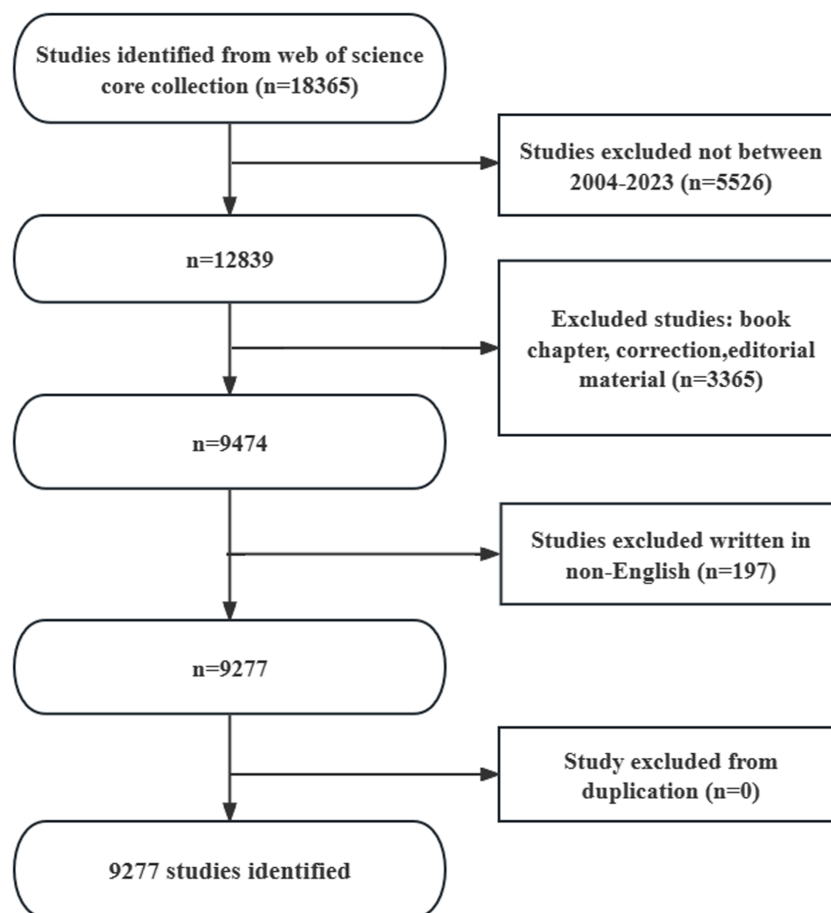 Studies identified from web of science
core collection (n=18365)
Studies excluded not between
2004-2023 (n=5526)
n=12839
Excluded studies: book
chapter, correction,editorial
material (n=3365)
n=9474
Studies excluded written in
non-English (n=197)
n=9277
Study excluded from
duplication (n=0)
9277 studies identified